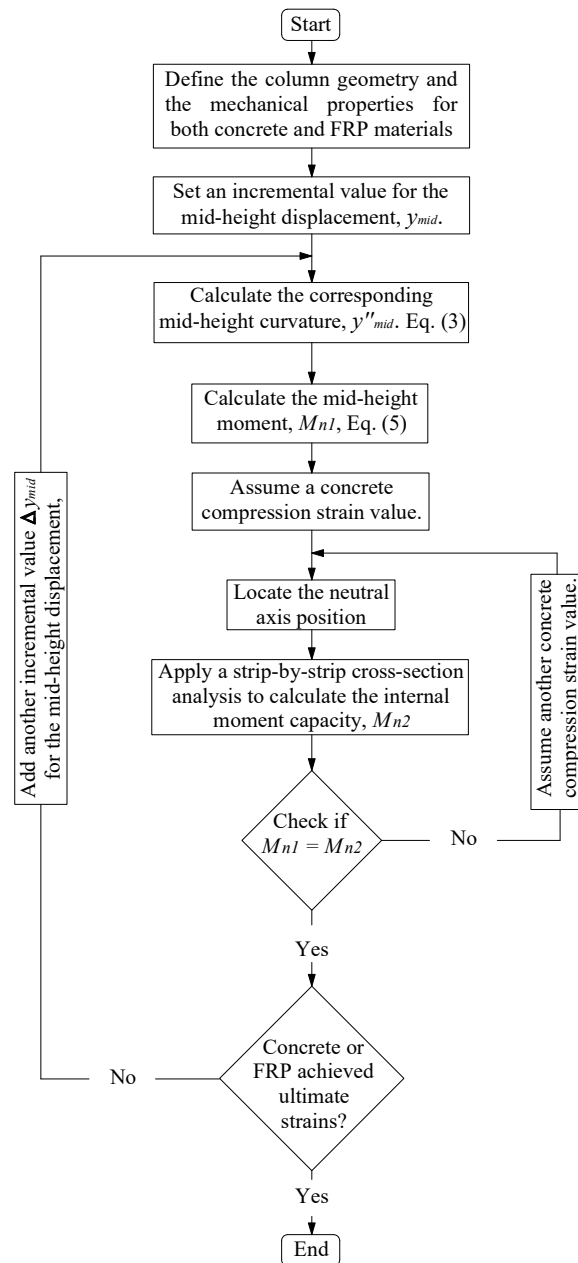 Start
Define the column geometry and
the mechanical properties for
both concrete and FRP materials
Set an incremental value for the
mid-height displacement, ymid.
Calculate the corresponding
mid-height curvature, y''mid. Eq. (3)
Calculate the mid-height
moment, Mn1, Eq. (5)
Assume a concrete
compression strain value.
Locate the neutral
axis position
Apply a strip-by-strip cross-section
analysis to calculate the internal
moment capacity, Mn2
Check if
Mn1 = Mn2
No
Assume another concrete
compression strain value.
Yes
Concrete or
FRP achieved
ultimate
strains?
No
Add another incremental value Δymid
for the mid-height displacement,
Yes
End